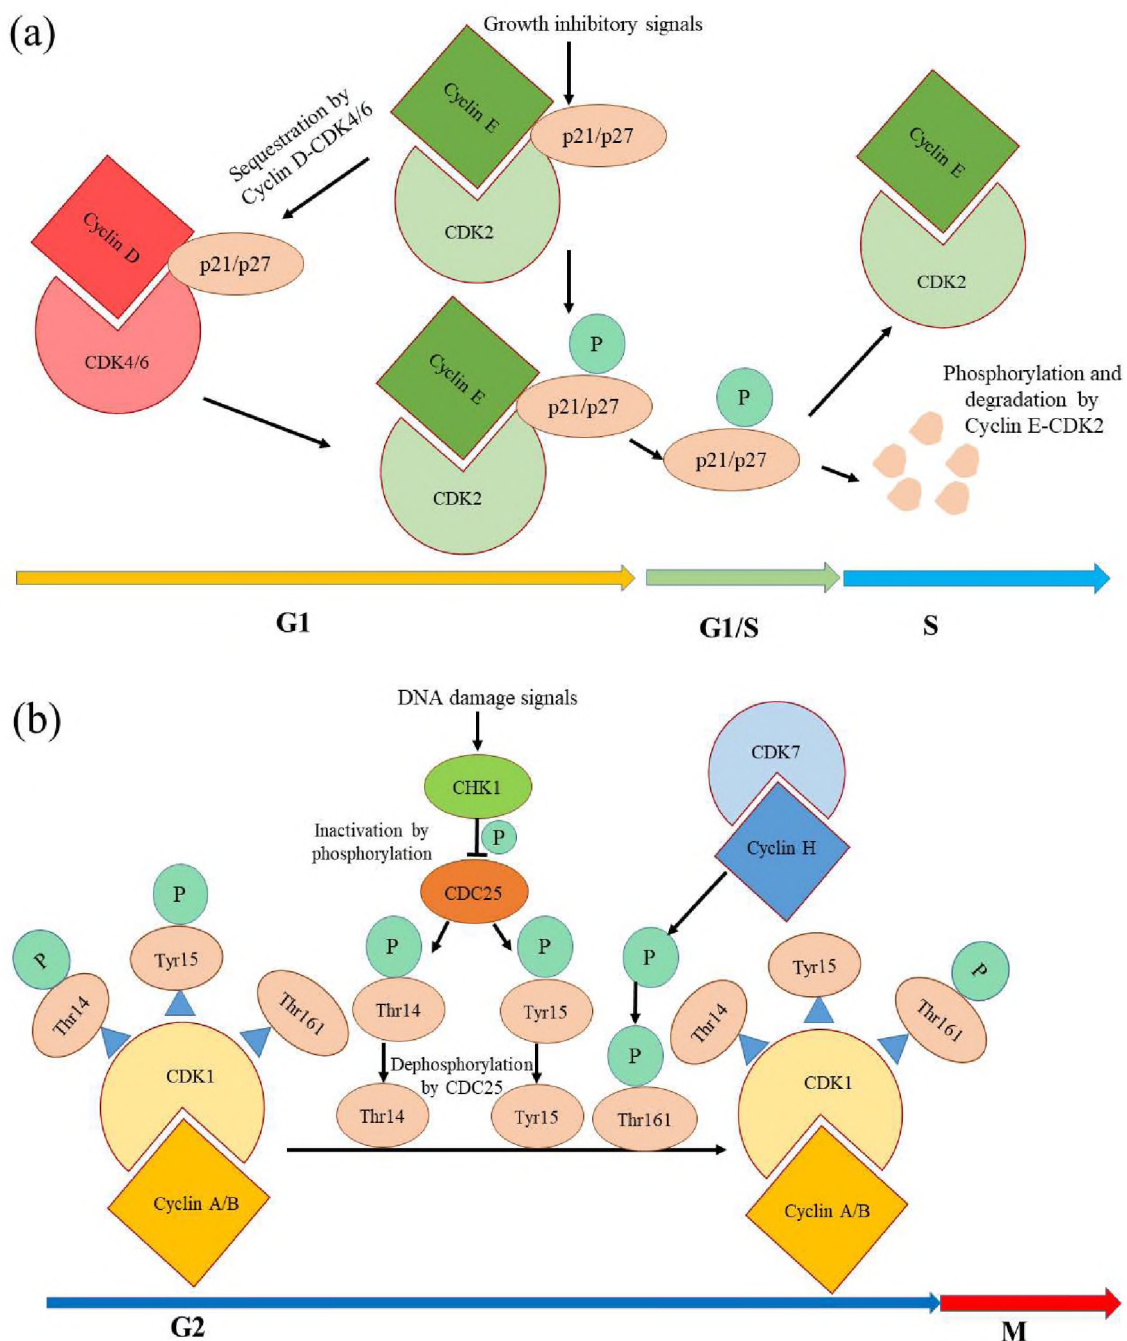 (a)
Growth inhibitory signals
Sequestration by
Cyclin D-CDK4/6
Cyclin E
p21/p27
CDK2
Cyclin D
p21/p27
CDK4/6
Cyclin E
CDK2
P
Cyclin E
p21/p27
CDK2
P
p21/p27
Phosphorylation and
degradation by
Cyclin E-CDK2
G1
G1/S
S
(b)
DNA damage signals
CHK1
P
Inactivation by
phosphorylation
CDC25
CDK7
Cyclin H
P
Thr14
P
Tyr15
Thr161
CDK1
Cyclin A/B
P
Thr14
P
Tyr15
Dephosphorylation
by CDC25
Thr14
Tyr15
P
P
Thr161
Thr14
Tyr15
P
Thr161
CDK1
Cyclin A/B
G2
M